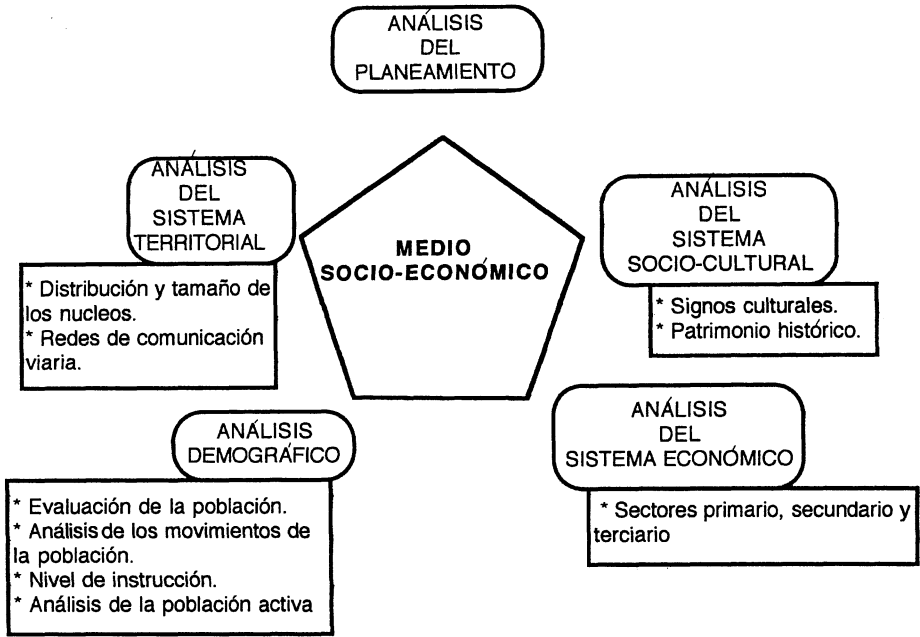 ANÁLISIS
DEL
PLANEAMIENTO
ANÁLISIS
DEL
SISTEMA
TERRITORIAL
* Distribución y tamaño de
los nucleos.
* Redes de comunicación
viaria.
MEDIO
SOCIO-ECONÓMICO
ANÁLISIS
DEL
SISTEMA
SOCIO-CULTURAL
* Signos culturales.
* Patrimonio histórico.
ANÁLISIS
DEMOGRÁFICO
* Evaluación de la población.
* Análisis de los movimientos de
la población.
* Nivel de instrucción.
* Análisis de la población activa
ANÁLISIS
DEL
SISTEMA ECONÓMICO
* Sectores primario, secundario y
terciario